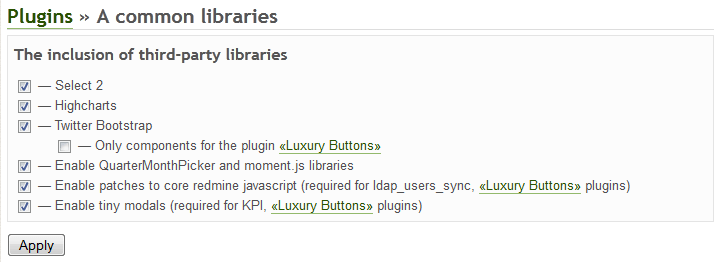 Plugins » A common libraries
The inclusion of third-party libraries
— Select 2
— Highcharts
— Twitter Bootstrap
— Only components for the plugin «Luxury Buttons»
— Enable QuarterMonthPicker and moment.js libraries
— Enable patches to core redmine javascript (required for ldap_users_sync, «Luxury Buttons» plugins)
— Enable tiny modals (required for KPI, «Luxury Buttons» plugins)
Apply